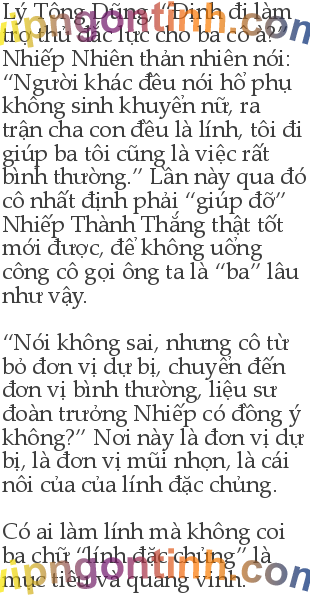 Lý Tông Dũng, “Định đi làm
trợ thủ đắc lực cho ba cô à?”
Nhiếp Nhiên thản nhiên nói:
“Người khác đều nói hổ phụ
không sinh khuyển nữ, ra
trận cha con đều là lính, tôi đi
giúp ba tôi cũng là việc rất
bình thường.” Lần này qua đó
cô nhất định phải “giúp đỡ”
Nhiếp Thành Thắng thật tốt
mới được, để không uổng
công cô gọi ông ta là “ba” lâu
như vậy.
“Nói không sai, nhưng cô từ
bỏ đơn vị dự bị, chuyển đến
đơn vị bình thường, liệu sư
đoàn trưởng Nhiếp có đồng ý
không?” Nơi này là đơn vị dự
bị, là đơn vị mũi nhọn, là cái
nôi của của lính đặc chủng.
Có ai làm lính mà không coi
ba chữ “lính đặc chủng” là
mục tiêu và quang vinh.
vipngontinh.com
vipngontinh.com